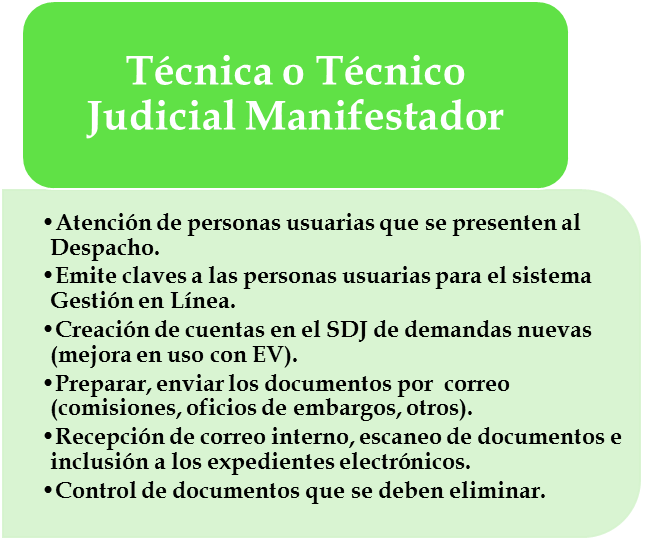 Técnica o Técnico
Judicial Manifestador
•Atención de personas usuarias que se presenten al
Despacho.
•Emite claves a las personas usuarias para el sistema
Gestión en Línea.
•Creación de cuentas en el SDJ de demandas nuevas
(mejora en uso con EV).
•Preparar, enviar los documentos por  correo
(comisiones, oficios de embargos, otros).
•Recepción de correo interno, escaneo de documentos e
inclusión a los expedientes electrónicos.
•Control de documentos que se deben eliminar.